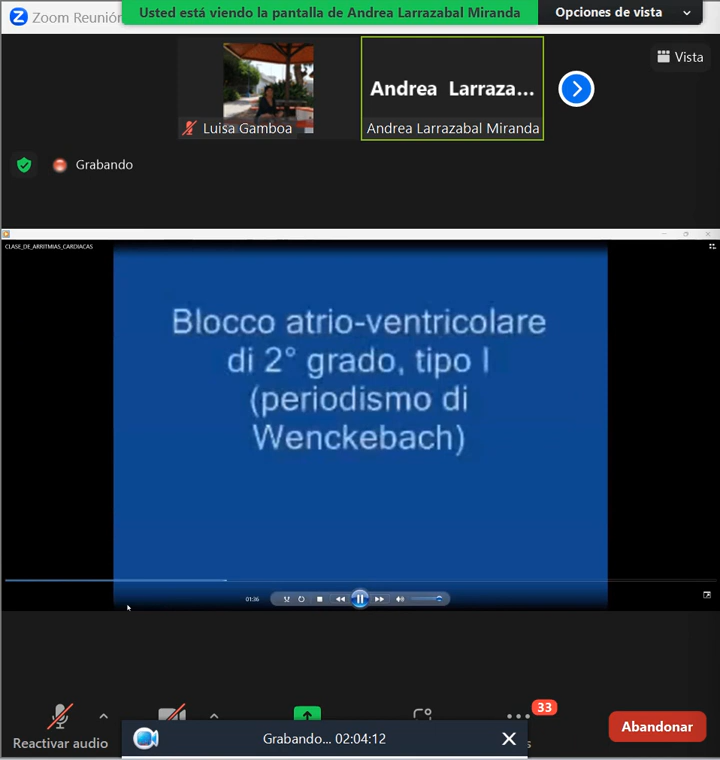 Zoom Reunión
Usted está viendo la pantalla de Andrea Larrazabal Miranda
Opciones de vista
Vista
Andrea Larraza...
Luisa Gamboa
Andrea Larrazabal Miranda
Grabando
CLASE_DE_ARRITMIAS_CARDIACAS
Blocco atrio-ventricolare
di 2° grado, tipo I
(periodismo di
Wenckebach)
01:36
33
Reactivar audio
Abandonar
Grabando... 02:04:12